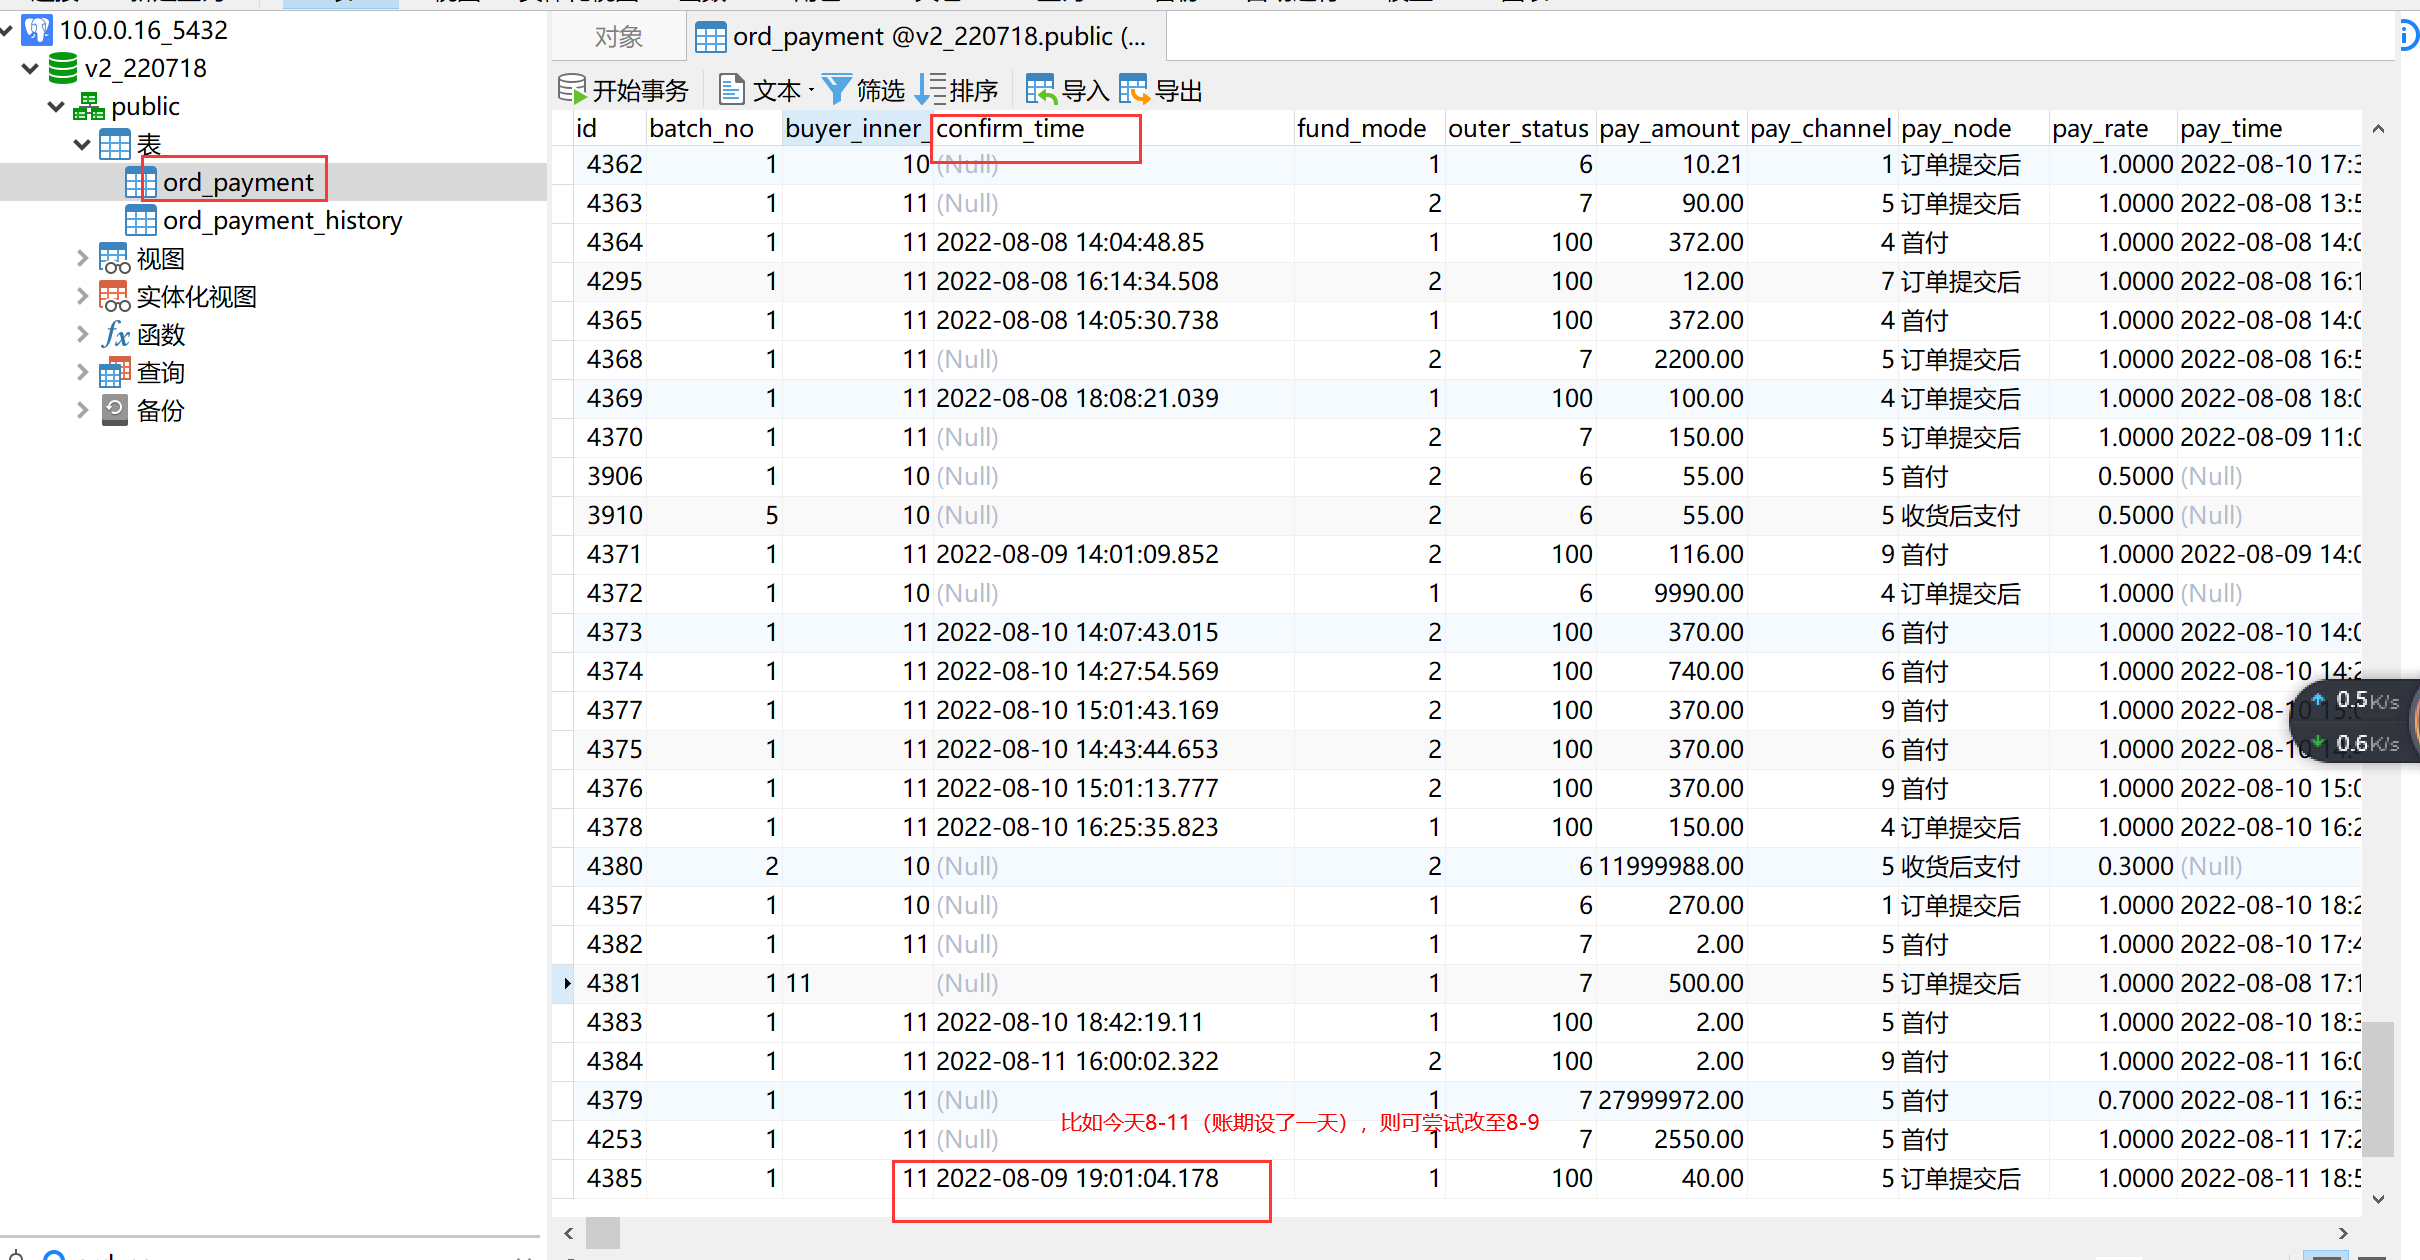 10.0.0.16_5432
v2_220718
public
表
ord_payment
ord_payment_history
视图
实体化视图
函数
查询
备份
对象 ord_payment @v2_220718.public (...
开始事务 文本 筛选 排序 导入 导出
id batch_no buyer_inner_ confirm_time fund_mode outer_status pay_amount pay_channel pay_node pay_rate pay_time
4362 1 10 (Null) 1 6 10.21 1 订单提交后 1.0000 2022-08-10 17:3
4363 1 11 (Null) 2 7 90.00 5 订单提交后 1.0000 2022-08-08 13:5
4364 1 11 2022-08-08 14:04:48.85 1 100 372.00 4 首付 1.0000 2022-08-08 14:0
4295 1 11 2022-08-08 16:14:34.508 2 100 12.00 7 订单提交后 1.0000 2022-08-08 16:1
4365 1 11 2022-08-08 14:05:30.738 1 100 372.00 4 首付 1.0000 2022-08-08 14:0
4368 1 11 (Null) 2 7 2200.00 5 订单提交后 1.0000 2022-08-08 16:5
4369 1 11 2022-08-08 18:08:21.039 1 100 100.00 4 订单提交后 1.0000 2022-08-08 18:0
4370 1 11 (Null) 2 7 150.00 5 订单提交后 1.0000 2022-08-09 11:0
3906 1 10 (Null) 2 6 55.00 5 首付 0.5000 (Null)
3910 5 10 (Null) 2 6 55.00 5 收货后支付 0.5000 (Null)
4371 1 11 2022-08-09 14:01:09.852 2 100 116.00 9 首付 1.0000 2022-08-09 14:0
4372 1 10 (Null) 1 6 9990.00 4 订单提交后 1.0000 (Null)
4373 1 11 2022-08-10 14:07:43.015 2 100 370.00 6 首付 1.0000 2022-08-10 14:0
4374 1 11 2022-08-10 14:27:54.569 2 100 740.00 6 首付 1.0000 2022-08-10 14:2
4377 1 11 2022-08-10 15:01:43.169 2 100 370.00 9 首付 1.0000 2022-08-10
4375 1 11 2022-08-10 14:43:44.653 2 100 370.00 6 首付 1.0000 2022-08-10
4376 1 11 2022-08-10 15:01:13.777 2 100 370.00 9 首付 1.0000 2022-08-10 15:0
4378 1 11 2022-08-10 16:25:35.823 1 100 150.00 4 订单提交后 1.0000 2022-08-10 16:2
4380 2 10 (Null) 2 6 11999988.00 5 收货后支付 0.3000 (Null)
4357 1 10 (Null) 1 6 270.00 1 订单提交后 1.0000 2022-08-10 18:2
4382 1 11 (Null) 1 7 2.00 5 首付 1.0000 2022-08-10 17:4
4381 1 11 (Null) 1 7 500.00 5 订单提交后 1.0000 2022-08-08 17:1
4383 1 11 2022-08-10 18:42:19.11 1 100 2.00 5 首付 1.0000 2022-08-10 18:3
4384 1 11 2022-08-11 16:00:02.322 2 100 2.00 9 首付 1.0000 2022-08-11 16:0
4379 1 11 (Null) 1 7 27999972.00 5 首付 0.7000 2022-08-11 16:3
比如今天8-11（账期设了一天），则可尝试改至8-9
4253 1 11 (Null) 1 7 2550.00 5 首付 1.0000 2022-08-11 17:2
4385 1 11 2022-08-09 19:01:04.178 1 100 40.00 5 订单提交后 1.0000 2022-08-11 18:5
0.5K/s
0.6K/s